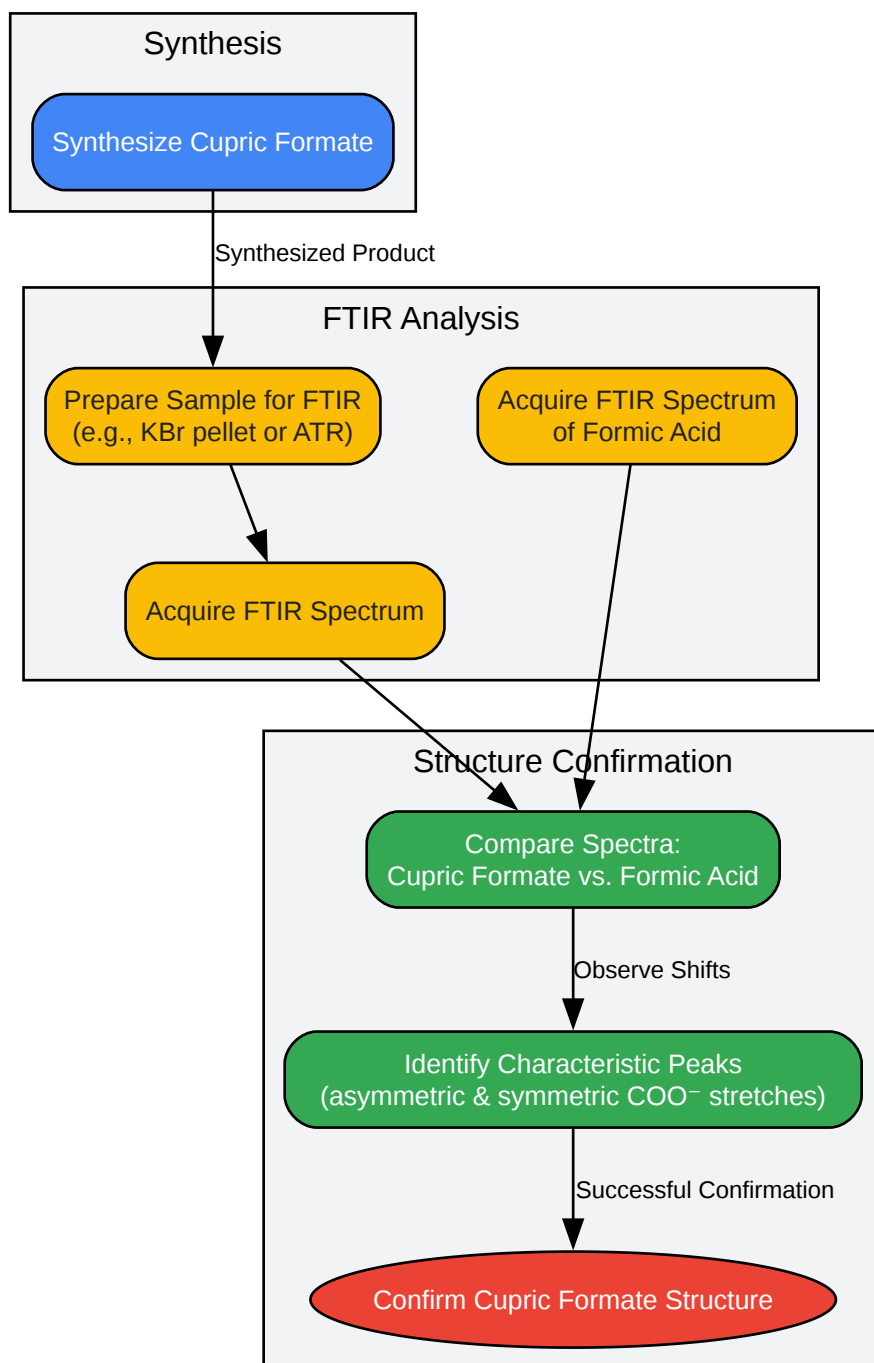 Synthesis
Synthesize Cupric Formate
Synthesized Product
FTIR Analysis
Prepare Sample for FTIR
(e.g., KBr pellet or ATR)
Acquire FTIR Spectrum
of Formic Acid
Acquire FTIR Spectrum
Structure Confirmation
Compare Spectra:
Cupric Formate vs. Formic Acid
Observe Shifts
Identify Characteristic Peaks
(asymmetric & symmetric COO⁻ stretches)
Successful Confirmation
Confirm Cupric Formate Structure